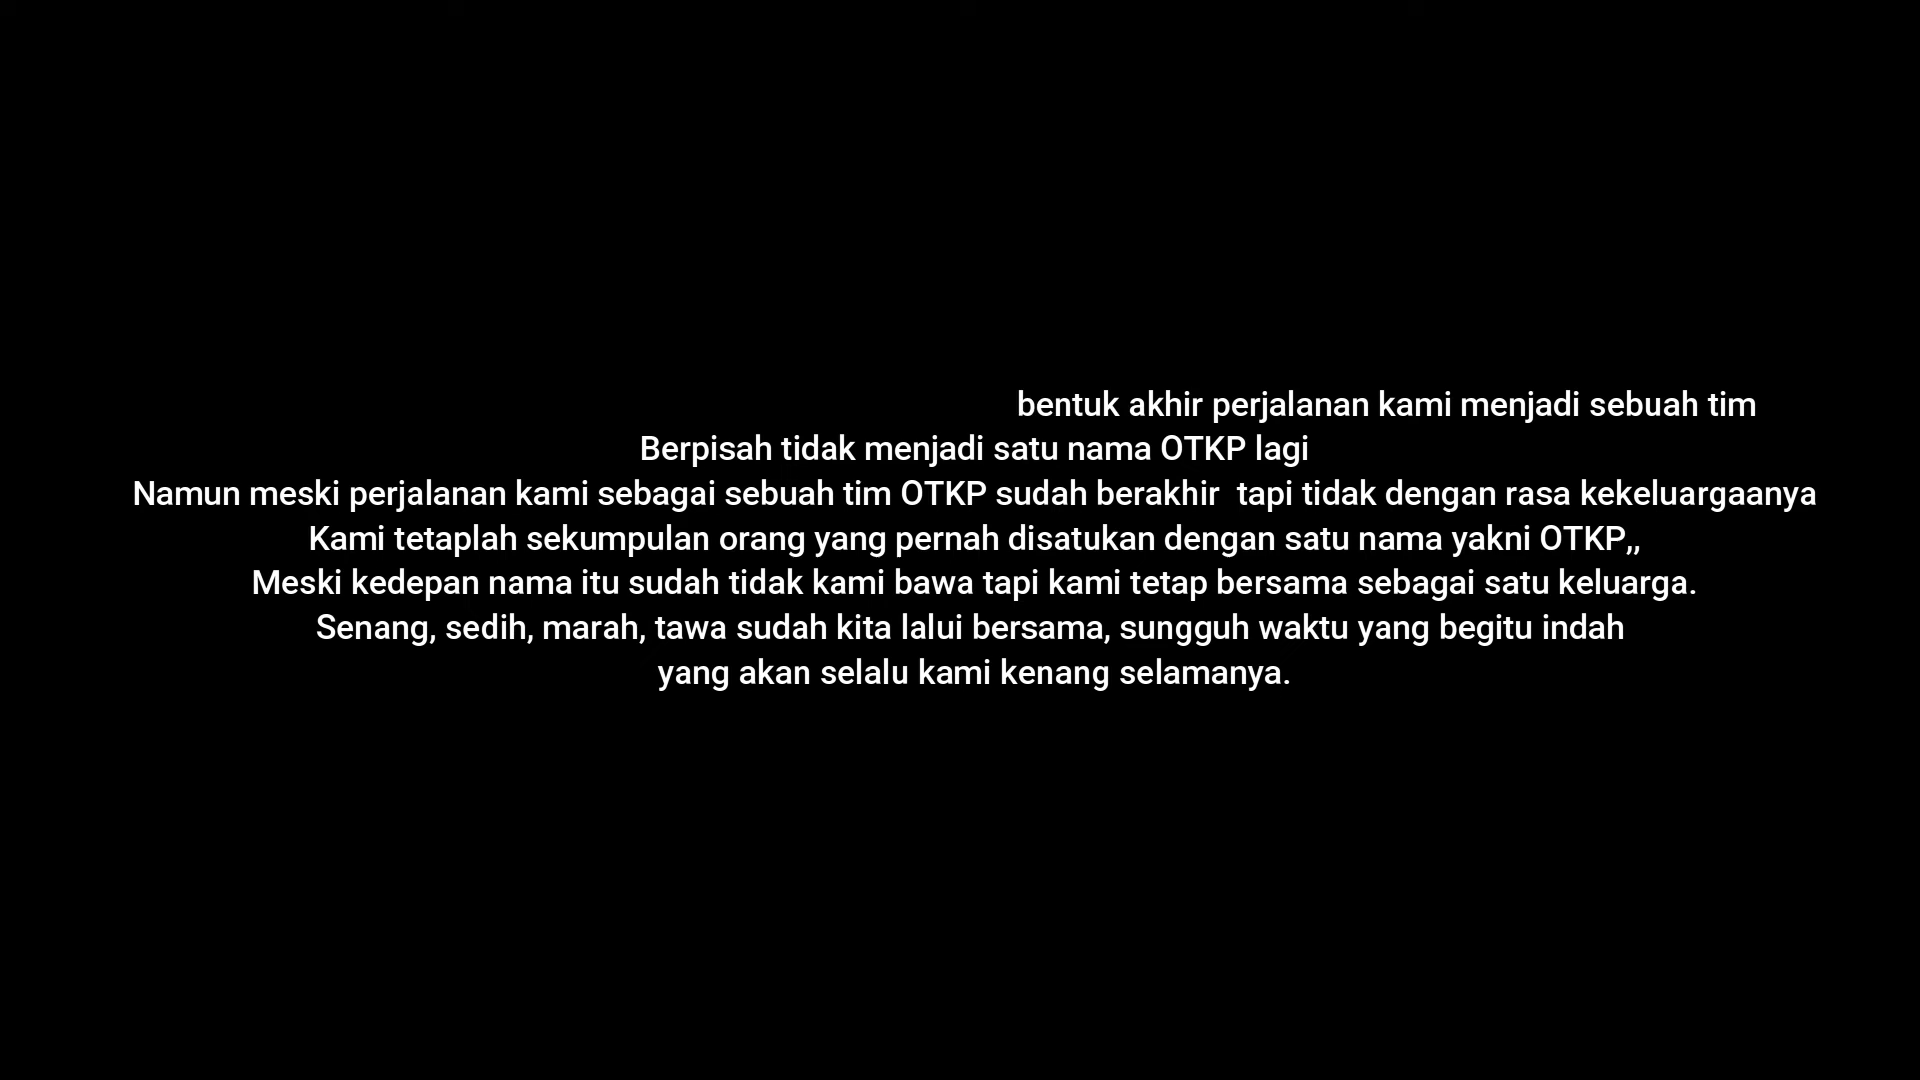 bentuk akhir perjalanan kami menjadi sebuah tim
Berpisah tidak menjadi satu nama OTKP lagi
Namun meski perjalanan kami sebagai sebuah tim OTKP sudah berakhir  tapi tidak dengan rasa kekeluargaanya
Kami tetaplah sekumpulan orang yang pernah disatukan dengan satu nama yakni OTKP,,
Meski kedepan nama itu sudah tidak kami bawa tapi kami tetap bersama sebagai satu keluarga.
Senang, sedih, marah, tawa sudah kita lalui bersama, sungguh waktu yang begitu indah
yang akan selalu kami kenang selamanya.